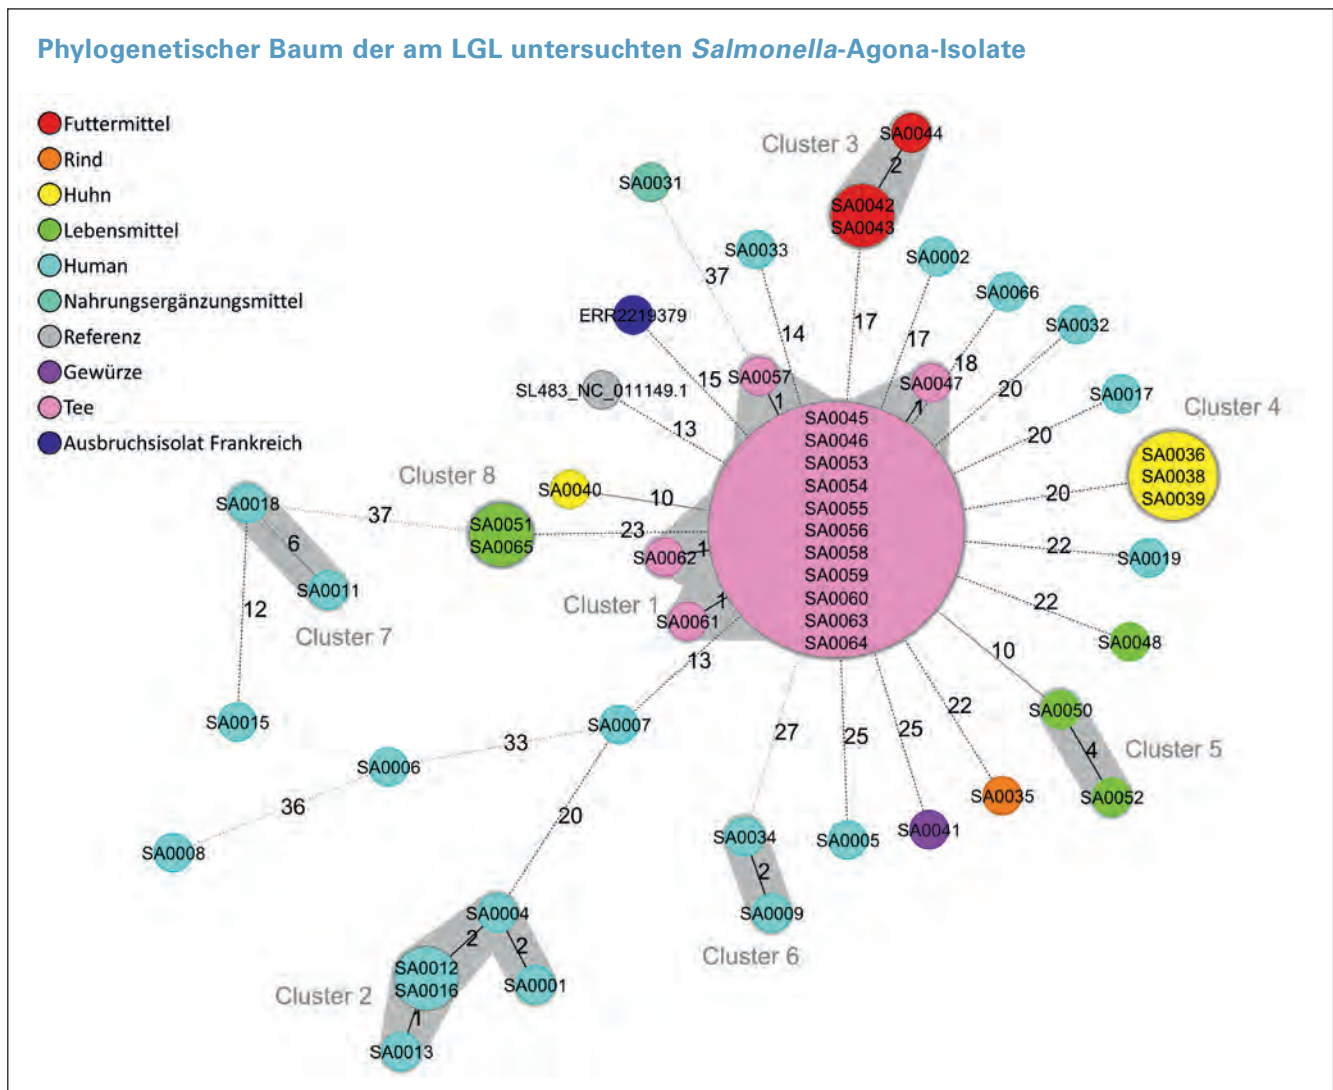 Phylogenetischer Baum der am LGL untersuchten Salmonella-Agona-Isolate
Futtermittel
Rind
Huhn
Lebensmittel
Human
Nahrungsergänzungsmittel
Referenz
Gewürze
Tee
Ausbruchsisolat Frankreich
Cluster 3
SA0044
2
SA0042
SA0043
SA0031
SA0033
SA0002
37
SA0066
ERR2219379
14
17
17
SA0032
18
15
SA0057
SA0047
20
SL483_NC_011149.1
1
1
SA0017
13
20
Cluster 4
SA0045
SA0046
SA0053
SA0054
SA0055
SA0056
SA0058
SA0059
SA0060
SA0063
SA0064
SA0036
SA0038
SA0039
20
Cluster 8
SA0040
10
SA0018
37
SA0051
SA0065
23
6
SA0062
1
22
SA0019
SA0011
Cluster 1
1
SA0061
22
12
Cluster 7
SA0048
13
10
SA0015
SA0007
27
25
25
22
SA0050
33
4
Cluster 5
SA0006
SA0035
SA0052
36
20
SA0034
SA0005
SA0041
SA0008
2
SA0004
SA0009
2
2
Cluster 6
SA0012
SA0016
SA0001
Cluster 2
1
SA0013